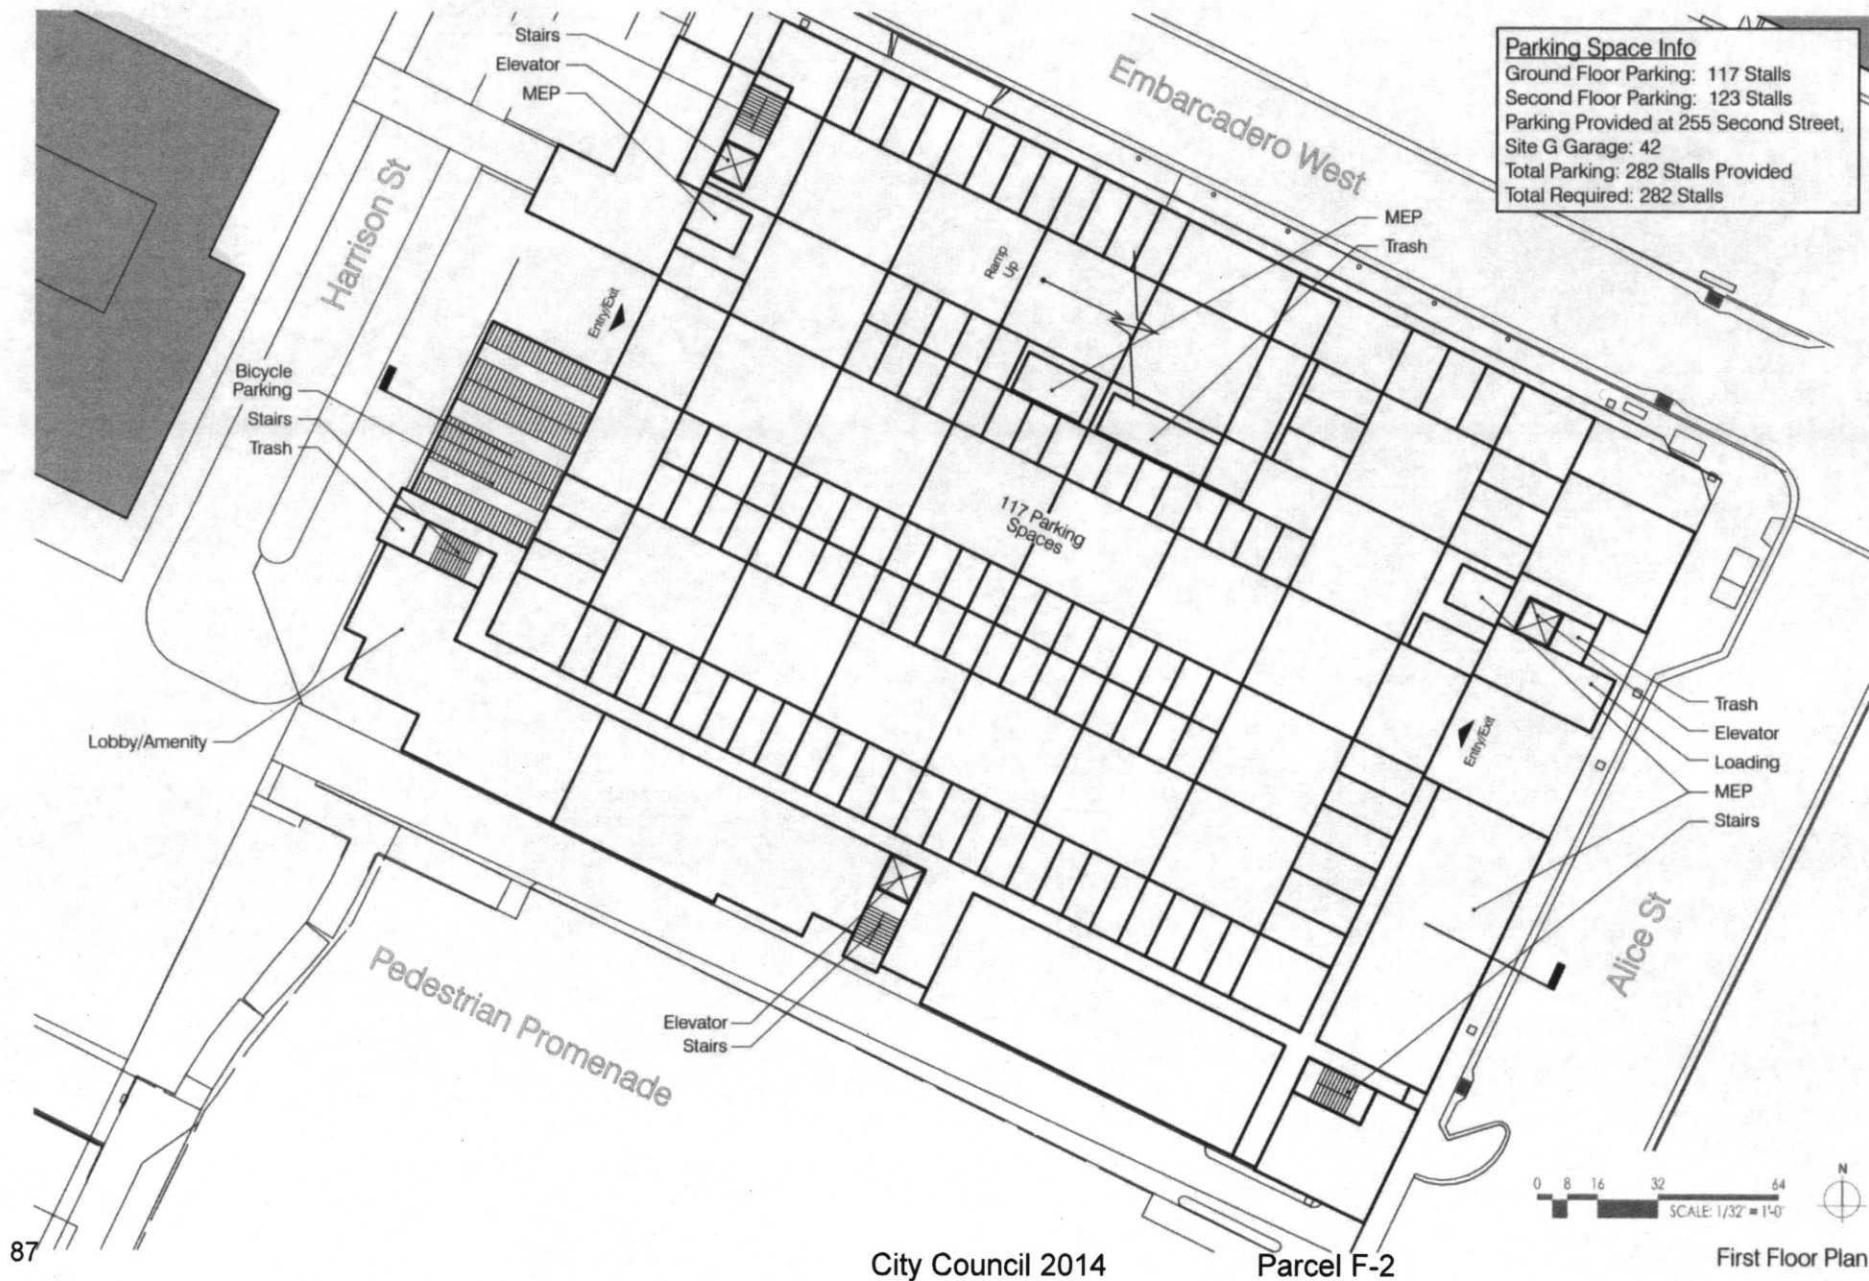 Stairs
Elevator
MEP
Embarcadero West
Parking Space Info
Ground Floor Parking: 117 Stalls
Second Floor Parking: 123 Stalls
Parking Provided at 255 Second Street,
Site G Garage: 42
Total Parking: 282 Stalls Provided
Total Required: 282 Stalls
Harrison St
MEP
Trash
Ramp
Up
Entry/Exit
Bicycle
Parking
Stairs
Trash
117 Parking
Spaces
Lobby/Amenity
Trash
Elevator
Loading
MEP
Stairs
Entry/Exit
Alice St
Pedestrian Promenade
Elevator
Stairs
0 8 16 32 64
SCALE: 1/32" = 1'-0"
N
87
City Council 2014
Parcel F-2
First Floor Plan